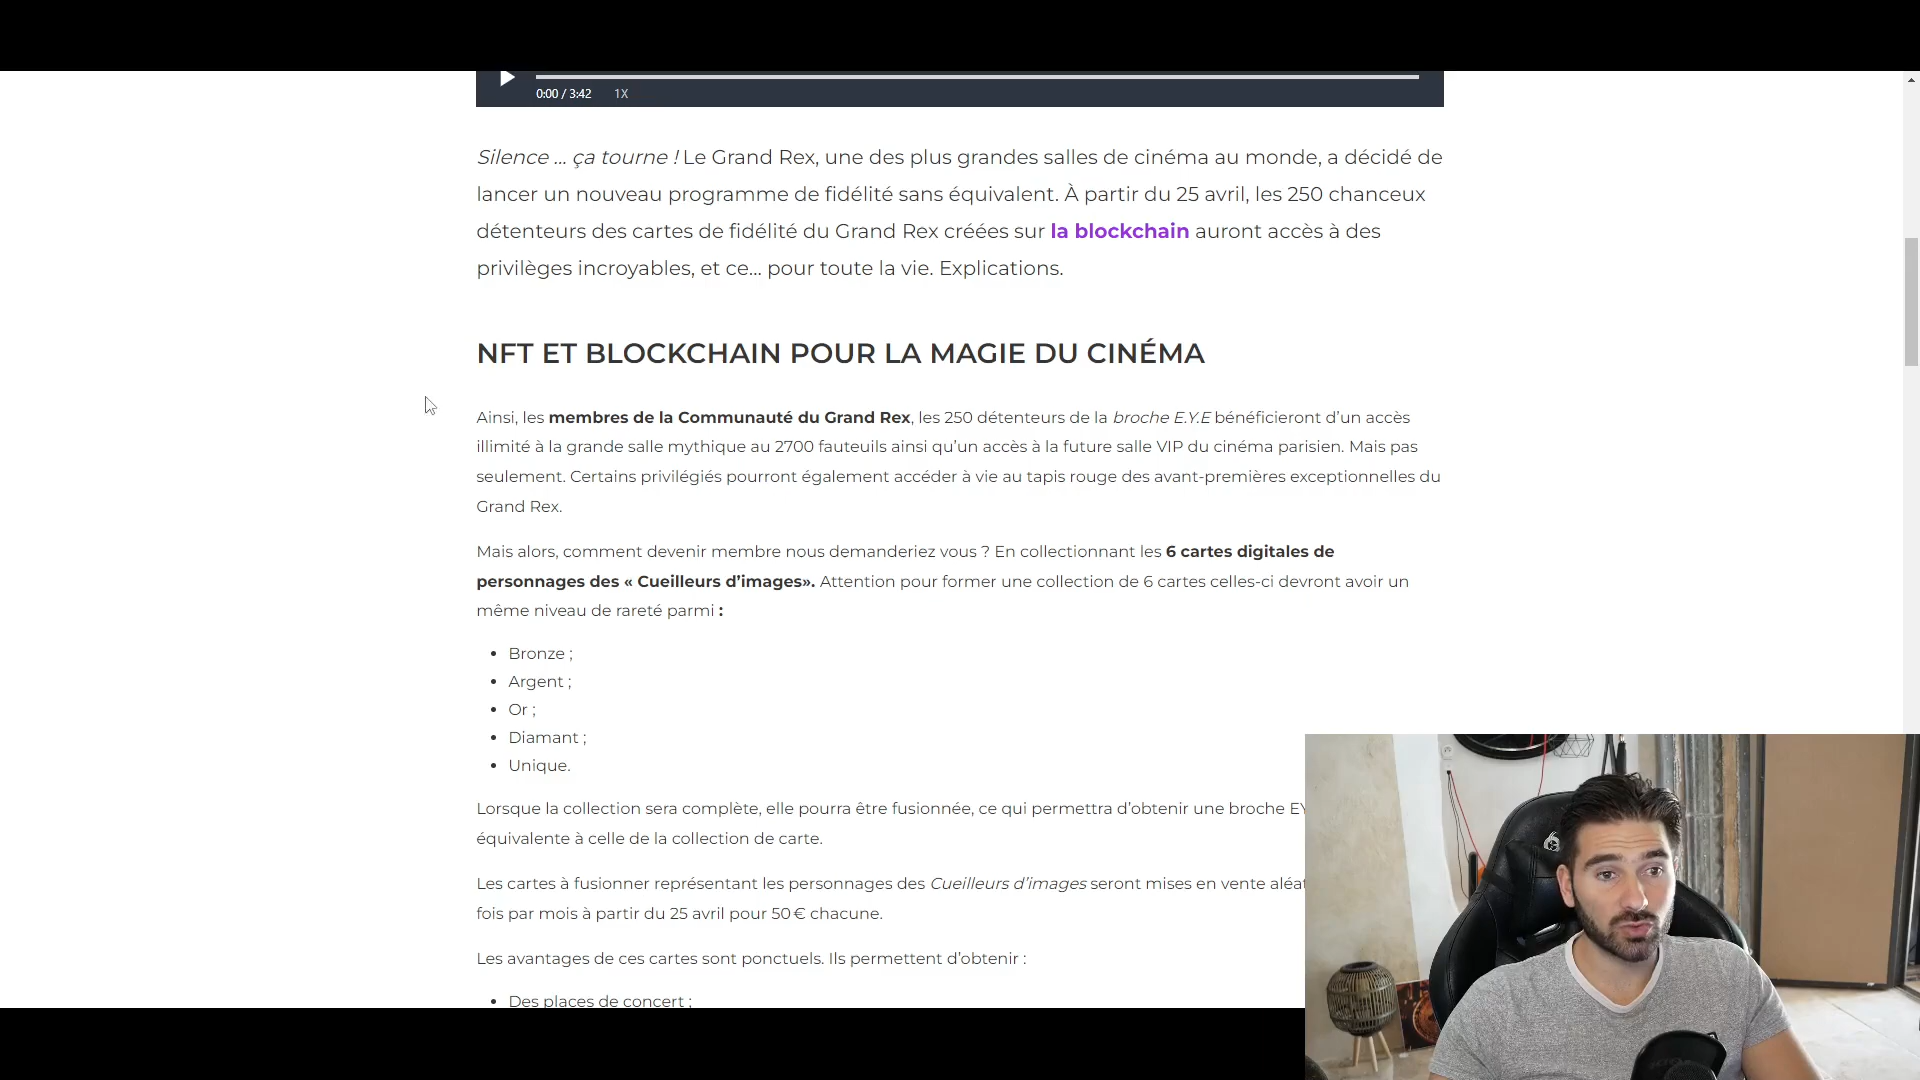 0:00 / 3:42 1X
Silence ... ça tourne ! Le Grand Rex, une des plus grandes salles de cinéma au monde, a décidé de
lancer un nouveau programme de fidélité sans équivalent. À partir du 25 avril, les 250 chanceux
détenteurs des cartes de fidélité du Grand Rex créées sur la blockchain auront accès à des
privilèges incroyables, et ce… pour toute la vie. Explications.
NFT ET BLOCKCHAIN POUR LA MAGIE DU CINÉMA
Ainsi, les membres de la Communauté du Grand Rex, les 250 détenteurs de la broche E.Y.E bénéficieront d’un accès
illimité à la grande salle mythique au 2700 fauteuils ainsi qu’un accès à la future salle VIP du cinéma parisien. Mais pas
seulement. Certains privilégiés pourront également accéder à vie au tapis rouge des avant-premières exceptionnelles du
Grand Rex.
Mais alors, comment devenir membre nous demanderiez vous ? En collectionnant les 6 cartes digitales de
personnages des « Cueilleurs d’images». Attention pour former une collection de 6 cartes celles-ci devront avoir un
même niveau de rareté parmi :
• Bronze ;
• Argent ;
• Or ;
• Diamant ;
• Unique.
Lorsque la collection sera complète, elle pourra être fusionnée, ce qui permettra d’obtenir une broche
équivalente à celle de la collection de carte.
Les cartes à fusionner représentant les personnages des Cueilleurs d’images seront mises en vente
fois par mois à partir du 25 avril pour 50 € chacune.
Les avantages de ces cartes sont ponctuels. Ils permettent d’obtenir :
• Des places de concert ;